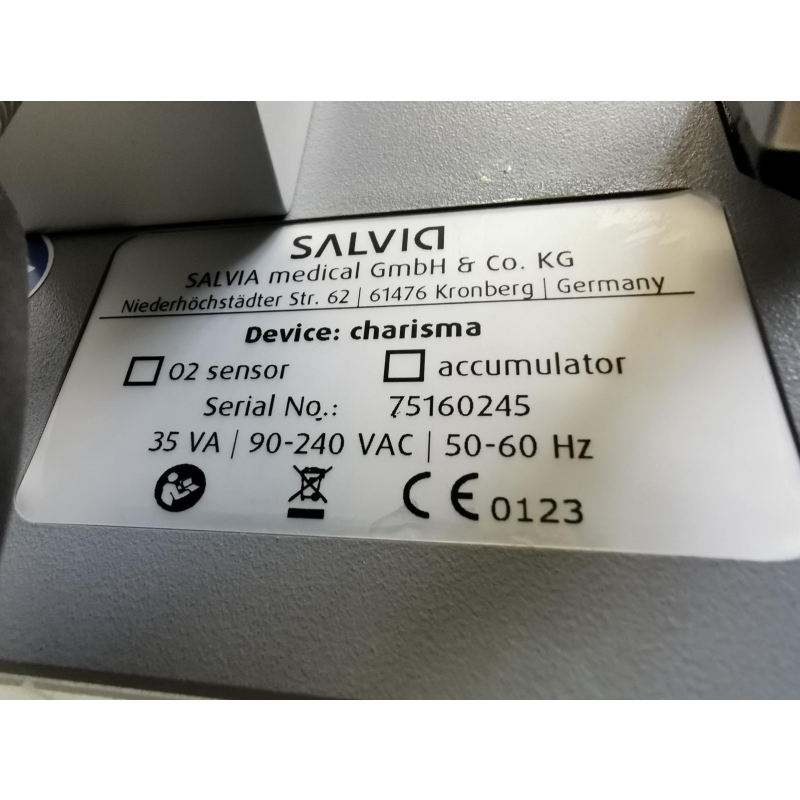 SALVIA
SALVIA medical GmbH & Co. KG
Niederhöchstädter Str. 62 | 61476 Kronberg | Germany
Device: charisma
☐ O2 sensor ☐ accumulator
Serial No.: 75160245
35 VA | 90-240 VAC | 50-60 Hz
CE 0123